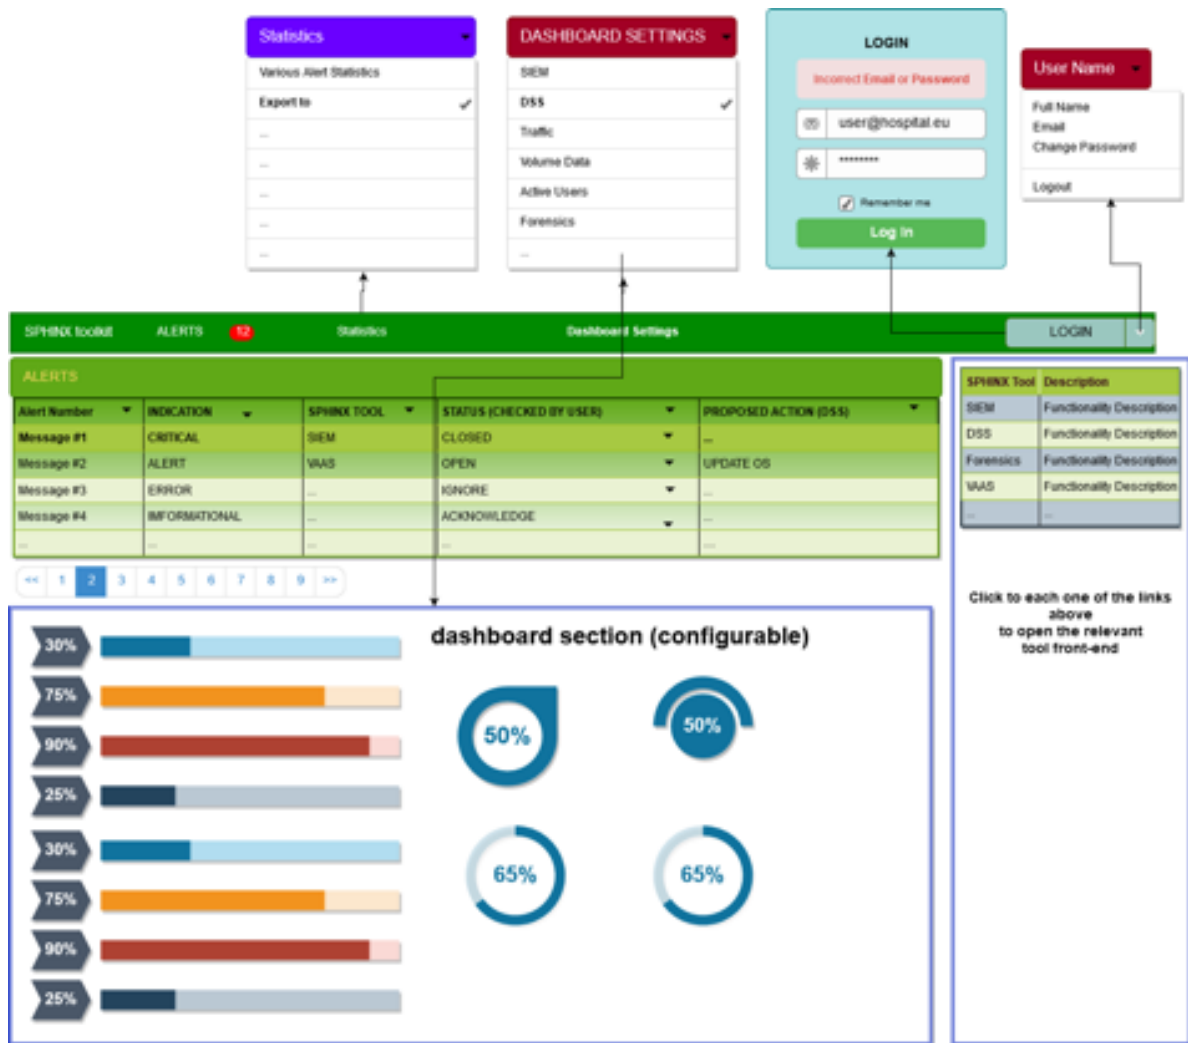 Statistics
Various Alert Statistics
Export to
...
...
...
...
...
DASHBOARD SETTINGS
SIEM
DSS
Traffic
Volume Data
Active Users
Forensics
...
LOGIN
Incorrect Email or Password
user@hospital.eu
********
Remember me
Log In
User Name
Full Name
Email
Change Password
Logout
SPHINX toolkit ALERTS 12 Statistics Dashboard Settings LOGIN
ALERTS
Alert Number INDICATION SPHINX TOOL STATUS (CHECKED BY USER) PROPOSED ACTION (DSS)
Message #1 CRITICAL SIEM CLOSED ...
Message #2 ALERT VAAS OPEN UPDATE OS
Message #3 ERROR ... IGNORE ...
Message #4 IMFORMATIONAL ... ACKNOWLEDGE ...
... ... ... ... ...
<< 1 2 3 4 5 6 7 8 9 >>
SPHINX Tool Description
SIEM Functionality Description
DSS Functionality Description
Forensics Functionality Description
VAAS Functionality Description
... ...
Click to each one of the links
above
to open the relevant
tool front-end
dashboard section (configurable)
30%
75%
90%
25%
30%
75%
90%
25%
50%
50%
65%
65%